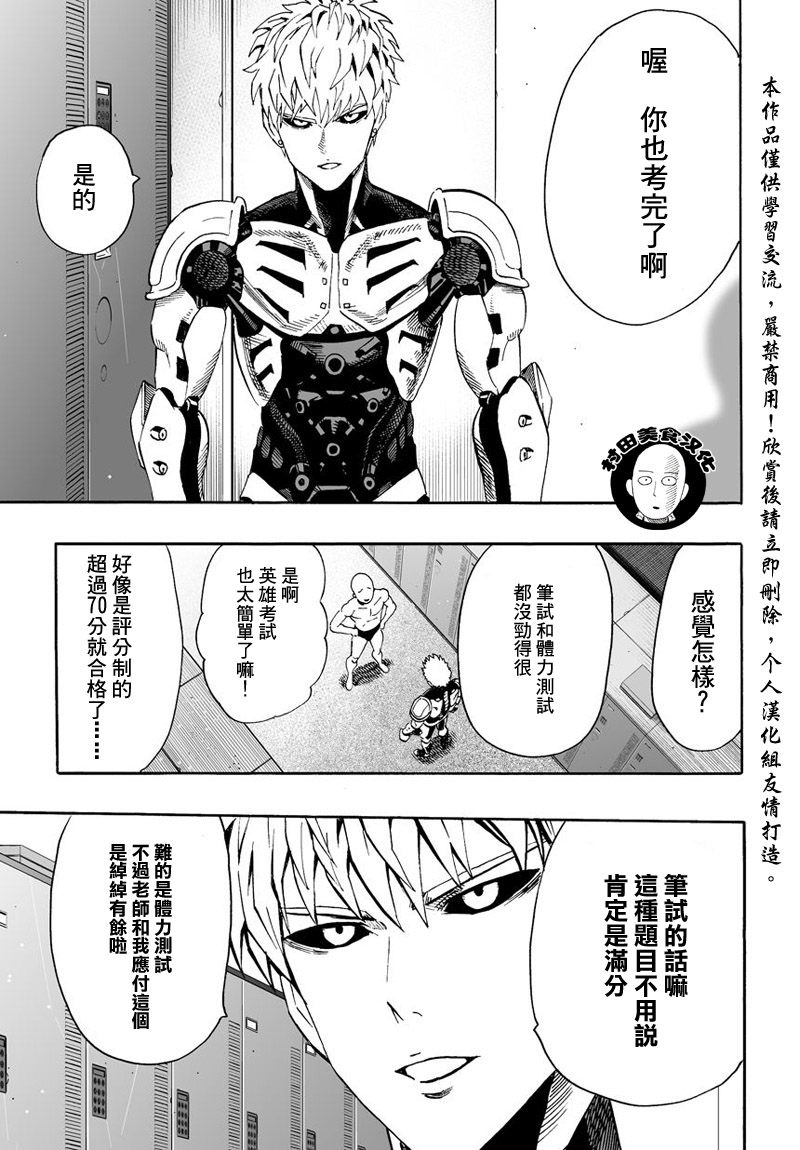 喔 你也考完了啊
是的
村田美食汉化
感覺怎樣？
筆試和體力測試
都沒勁得很
是啊
英雄考試
也太簡單了嘛！
好像是評分制的
超過70分就合格了……
筆試的話嘛
這種題目不用說
肯定是滿分
難的是體力測試
不過老師和我應付這個
是綽綽有餘啦
本作品僅供學習交流，嚴禁商用！欣賞後請立即刪除，个人漢化組友情打造。